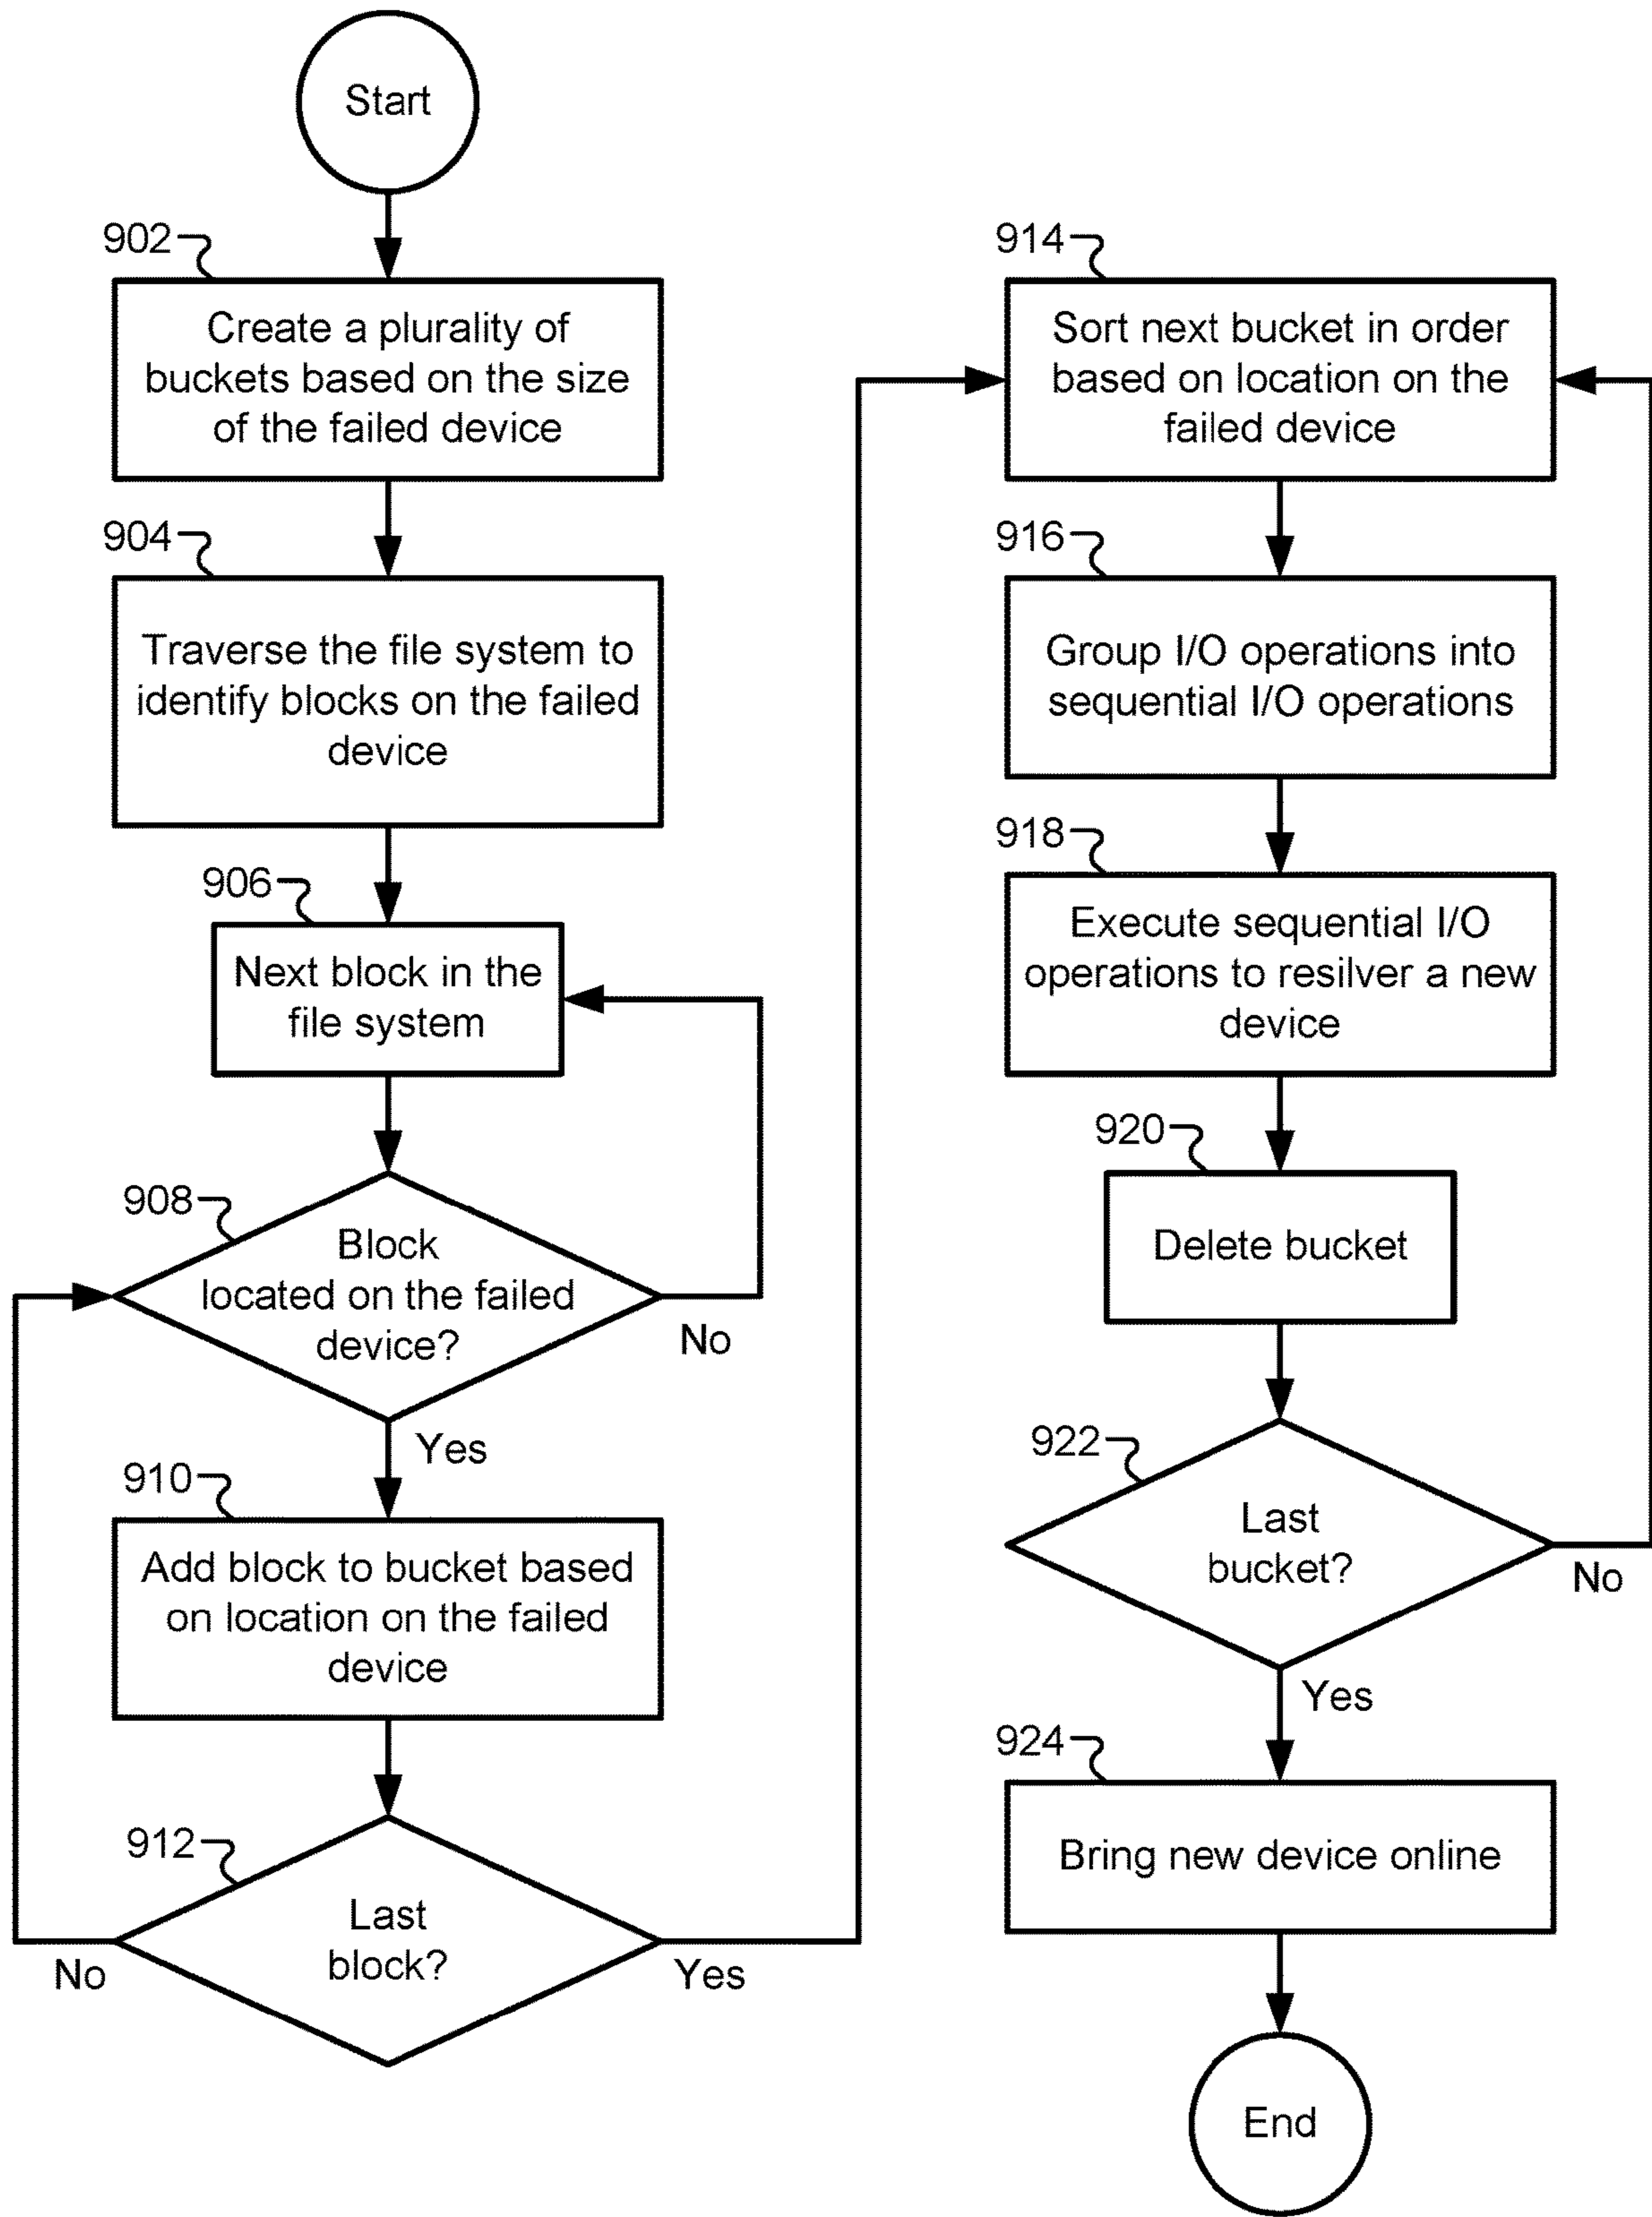 Start
902
Create a plurality of
buckets based on the size
of the failed device
904
Traverse the file system to
identify blocks on the failed
device
906
Next block in the
file system
908
Block
located on the failed
device?
No
Yes
910
Add block to bucket based
on location on the failed
device
912
Last
block?
No
Yes
914
Sort next bucket in order
based on location on the
failed device
916
Group I/O operations into
sequential I/O operations
918
Execute sequential I/O
operations to resilver a new
device
920
Delete bucket
922
Last
bucket?
No
Yes
924
Bring new device online
End